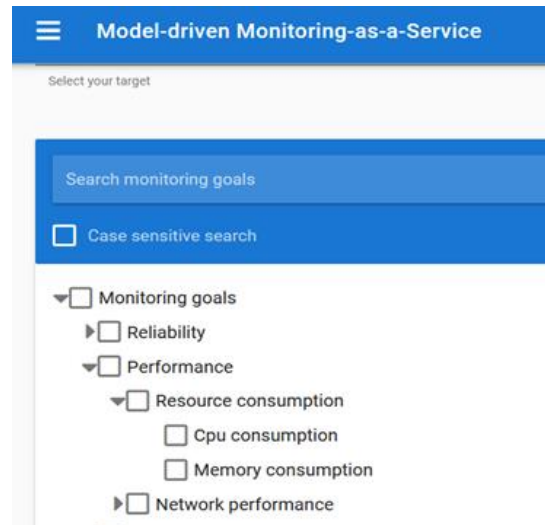 Model-driven Monitoring-as-a-Service
Select your target
Search monitoring goals
Case sensitive search
Monitoring goals
Reliability
Performance
Resource consumption
Cpu consumption
Memory consumption
Network performance